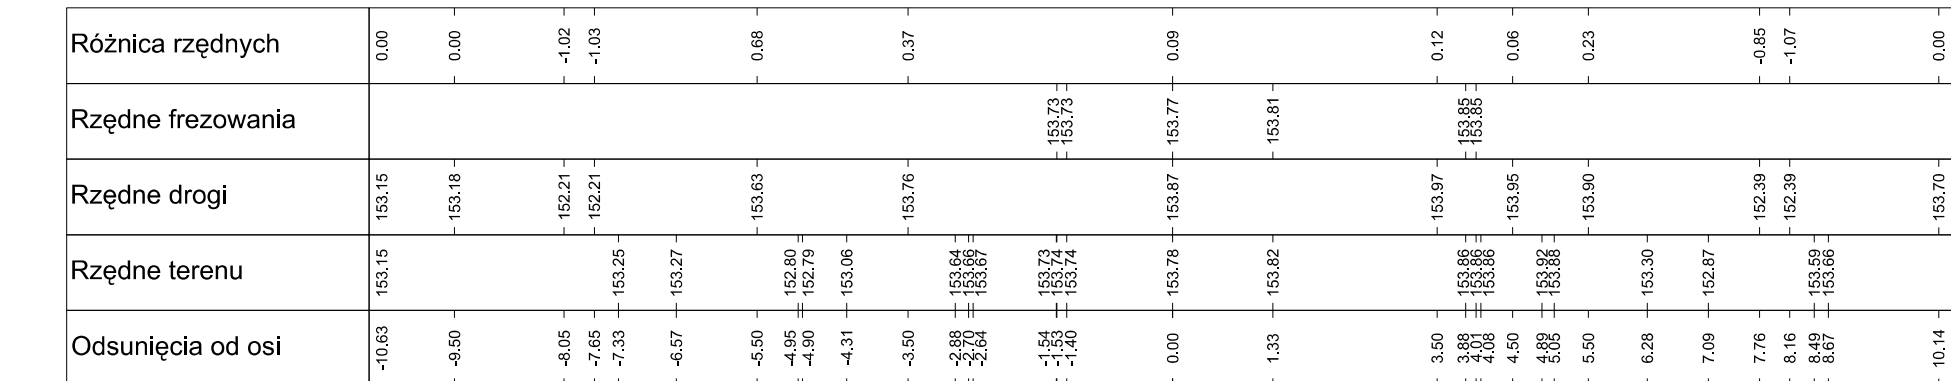 Różnica rzędnych 0.00 0.00 -1.02 -1.03 0.68 0.37 0.09 0.12 0.06 0.23 -0.85 -1.07 0.00
Rzędne frezowania 153.73 153.73 153.77 153.81 153.85 153.85
Rzędne drogi 153.15 153.18 152.21 152.21 153.63 153.76 153.87 153.97 153.95 153.90 152.39 152.39 153.70
Rzędne terenu 153.15 153.25 153.27 152.80 152.79 153.06 153.64 153.66 153.67 153.73 153.74 153.74 153.78 153.82 153.86 153.86 153.86 153.92 153.88 153.30 152.87 153.59 153.66
Odsunięcia od osi -10.63 -9.50 -8.05 -7.65 -7.33 -6.57 -5.50 -4.95 -4.90 -4.31 -3.50 -2.88 -2.70 -2.64 -1.54 -1.53 -1.40 0.00 1.33 3.50 3.88 4.01 4.08 4.50 4.89 5.05 5.50 6.28 7.09 7.76 8.16 8.49 8.67 10.14